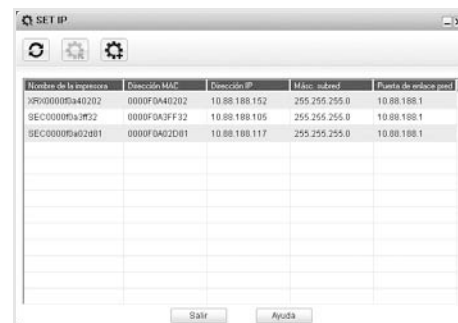 SET IP
Nombre de la impresora Dirección MAC Dirección IP Másc. subred Puerta de enlace pred
XRX0000f0a40202 0000F0A40202 10.88.188.152 255.255.255.0 10.88.188.1
SEC0000f0a3ff32 0000F0A3FF32 10.88.188.105 255.255.255.0 10.88.188.1
SEC0000f0a02d81 0000F0A02D81 10.88.188.117 255.255.255.0 10.88.188.1
Salir Ayuda